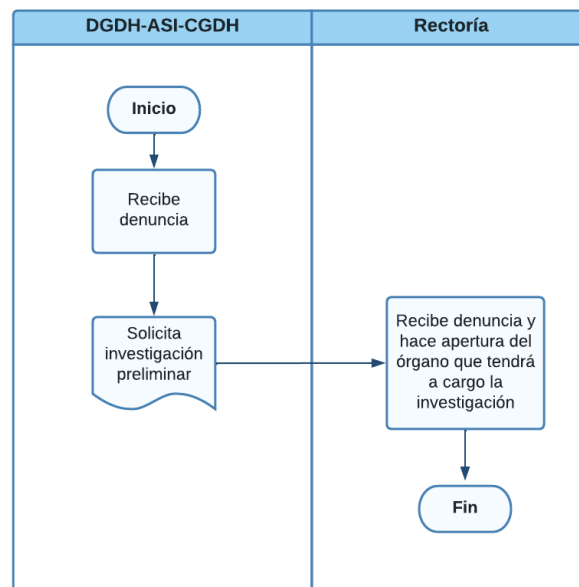 DGDH-ASI-CGDH
Rectoría
Inicio
Recibe
denuncia
Solicita
investigación
preliminar
Recibe denuncia y
hace apertura del
órgano que tendrá
a cargo la
investigación
Fin